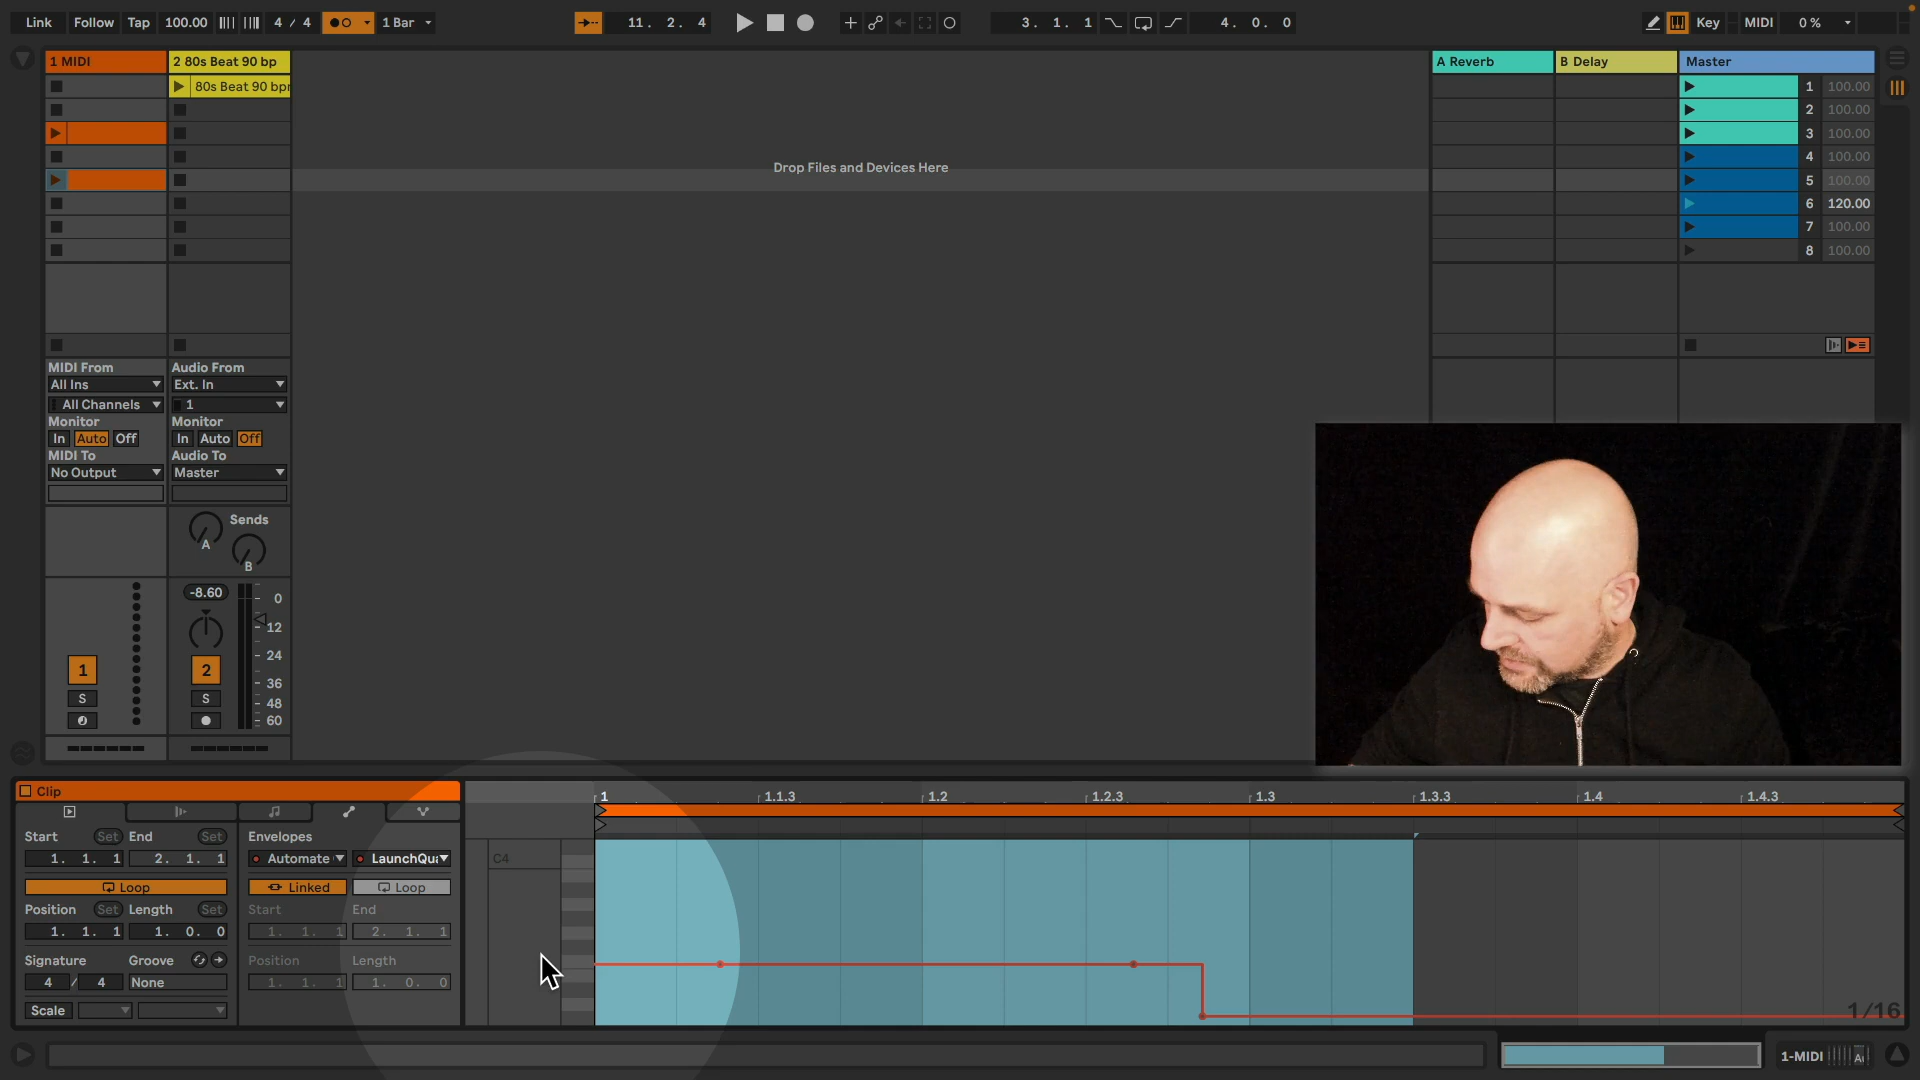 Link Follow Tap 100.00 4 / 4 1 Bar 11. 2. 4 3. 1. 1 4. 0. 0 Key MIDI 0 %
1 MIDI 2 80s Beat 90 bp A Reverb B Delay Master
80s Beat 90 bpm 1 100.00
2 100.00
3 100.00
4 100.00
Drop Files and Devices Here
5 100.00
6 120.00
7 100.00
8 100.00
MIDI From Audio From
All Ins Ext. In
All Channels 1
Monitor Monitor
In Auto Off In Auto Off
MIDI To Audio To
No Output Master
Sends
A
B
-8.60 0
12
24
1 2 36
S S 48
60
Clip
1 1.1.3 1.2 1.2.3 1.3 1.3.3 1.4 1.4.3
Start Set End Set Envelopes
1. 1. 1 2. 1. 1 Automate LaunchQua C4
Loop Linked Loop
Position Set Length Set Start End
1. 1. 1 1. 0. 0 1. 1. 1 2. 1. 1
Signature Groove Position Length
4 / 4 None 1. 1. 1 1. 0. 0
Scale 1/16
1-MIDI